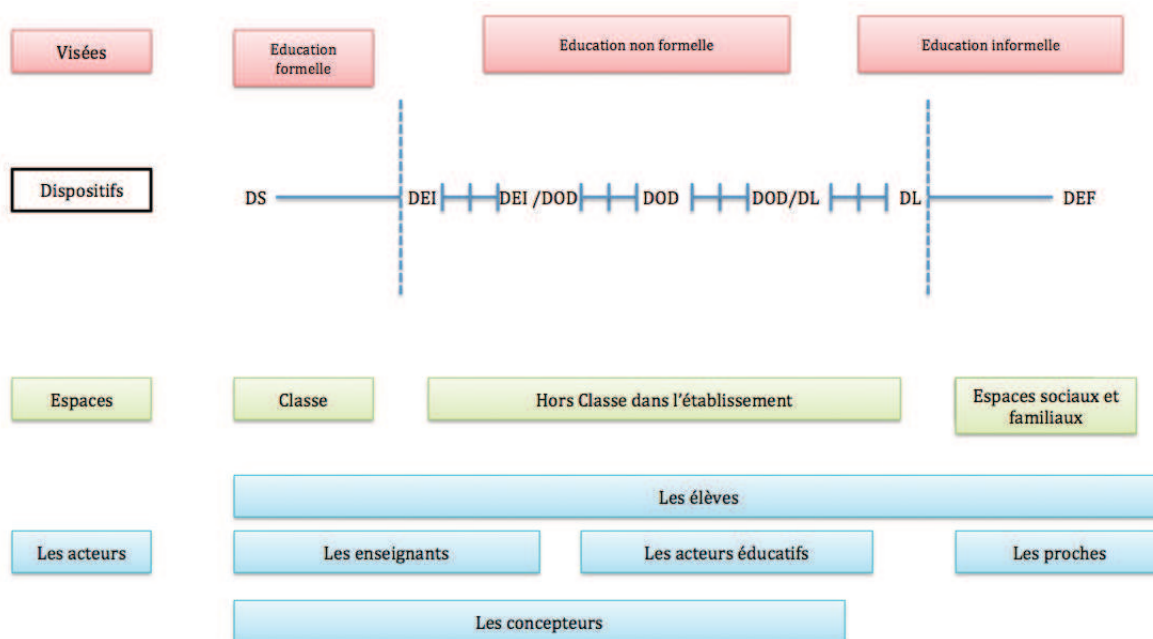 Visées
Education
formelle
Education non formelle
Education informelle
Dispositifs
DS
DEI
DEI /DOD
DOD
DOD/DL
DL
DEF
Espaces
Classe
Hors Classe dans l'établissement
Espaces sociaux et
familiaux
Les élèves
Les acteurs
Les enseignants
Les acteurs éducatifs
Les proches
Les concepteurs